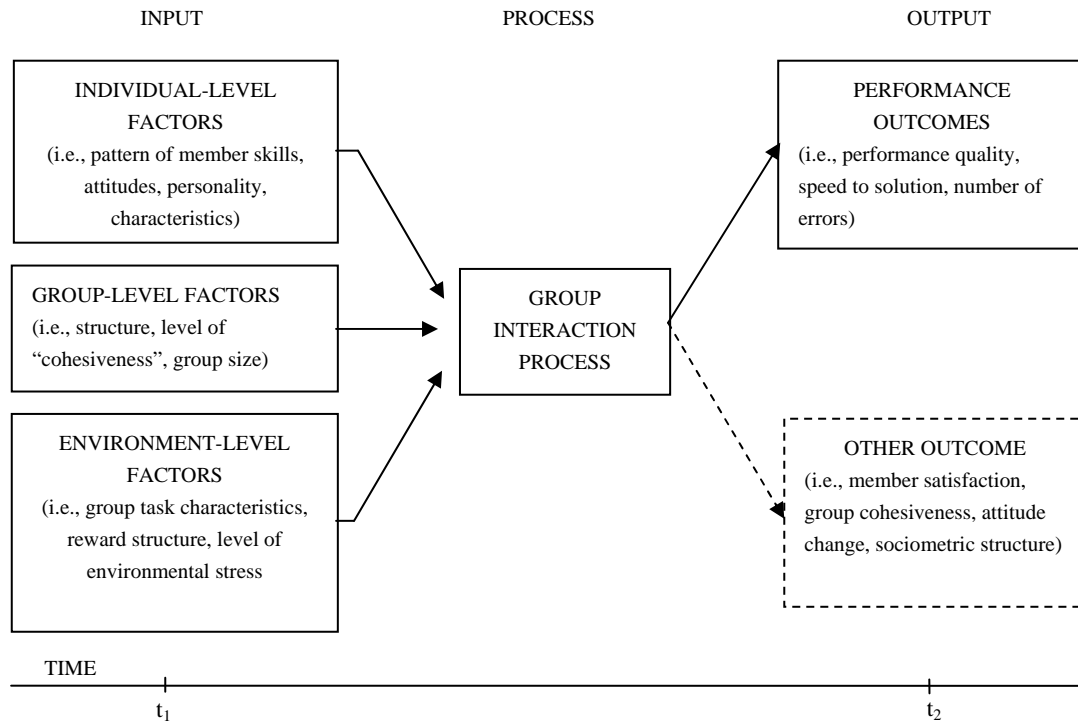 INPUT
PROCESS
OUTPUT
INDIVIDUAL-LEVEL
FACTORS
(i.e., pattern of member skills,
attitudes, personality,
characteristics)
GROUP-LEVEL FACTORS
(i.e., structure, level of
“cohesiveness”, group size)
ENVIRONMENT-LEVEL
FACTORS
(i.e., group task characteristics,
reward structure, level of
environmental stress
GROUP
INTERACTION
PROCESS
PERFORMANCE
OUTCOMES
(i.e., performance quality,
speed to solution, number of
errors)
OTHER OUTCOME
(i.e., member satisfaction,
group cohesiveness, attitude
change, sociometric structure)
TIME
t1
t2